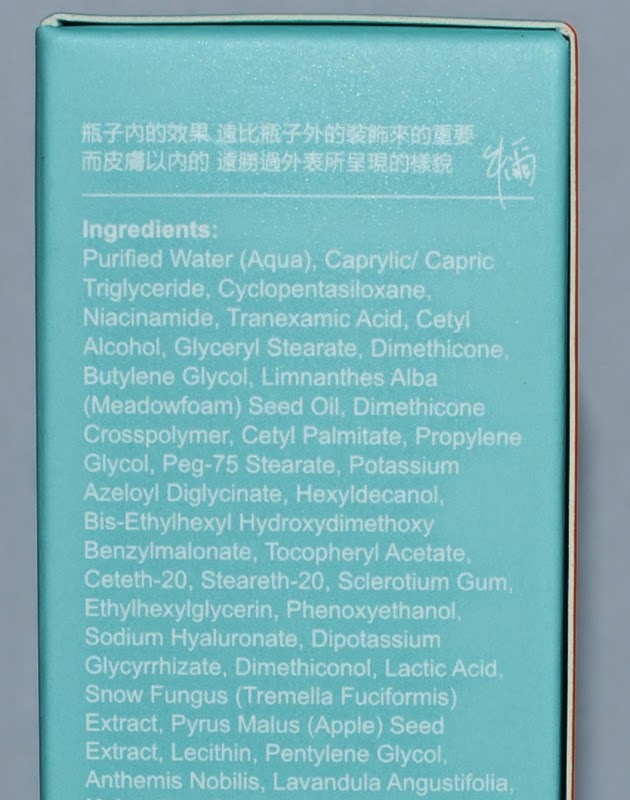 瓶子內的效果 遠比瓶子外的裝飾來的重要
而皮膚以內的 遠勝過外表所呈現的樣貌
牛爾
Ingredients:
Purified Water (Aqua), Caprylic/ Capric
Triglyceride, Cyclopentasiloxane,
Niacinamide, Tranexamic Acid, Cetyl
Alcohol, Glyceryl Stearate, Dimethicone,
Butylene Glycol, Limnanthes Alba
(Meadowfoam) Seed Oil, Dimethicone
Crosspolymer, Cetyl Palmitate, Propylene
Glycol, Peg-75 Stearate, Potassium
Azeloyl Diglycinate, Hexyldecanol,
Bis-Ethylhexyl Hydroxydimethoxy
Benzylmalonate, Tocopheryl Acetate,
Ceteth-20, Steareth-20, Sclerotium Gum,
Ethylhexylglycerin, Phenoxyethanol,
Sodium Hyaluronate, Dipotassium
Glycyrrhizate, Dimethiconol, Lactic Acid,
Snow Fungus (Tremella Fuciformis)
Extract, Pyrus Malus (Apple) Seed
Extract, Lecithin, Pentylene Glycol,
Anthemis Nobilis, Lavandula Angustifolia,